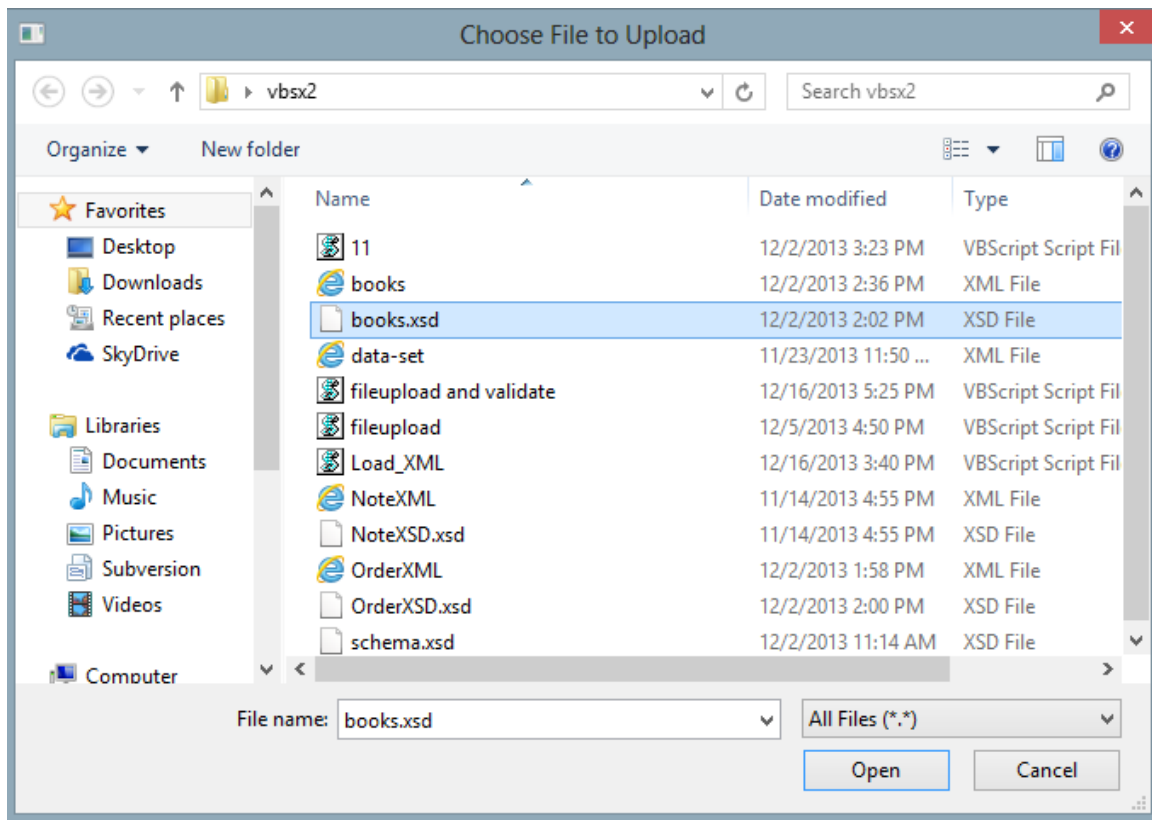 Choose File to Upload
vbsx2
Search vbsx2
Organize
New folder
Favorites
Desktop
Downloads
Recent places
SkyDrive
Libraries
Documents
Music
Pictures
Subversion
Videos
Computer
Name Date modified Type
11 12/2/2013 3:23 PM VBScript Script Fil
books 12/2/2013 2:36 PM XML File
books.xsd 12/2/2013 2:02 PM XSD File
data-set 11/23/2013 11:50 ... XML File
fileupload and validate 12/16/2013 5:25 PM VBScript Script Fil
fileupload 12/5/2013 4:50 PM VBScript Script Fil
Load_XML 12/16/2013 3:40 PM VBScript Script Fil
NoteXML 11/14/2013 4:55 PM XML File
NoteXSD.xsd 11/14/2013 4:55 PM XSD File
OrderXML 12/2/2013 1:58 PM XML File
OrderXSD.xsd 12/2/2013 2:00 PM XSD File
schema.xsd 12/2/2013 11:14 AM XSD File
File name: books.xsd
All Files (*.*)
Open
Cancel